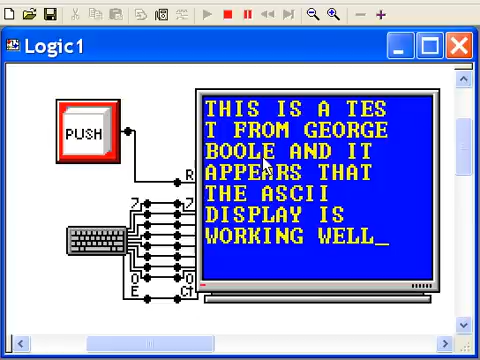 Logic1
PUSH
THIS IS A TES
T FROM GEORGE
BOOLE AND IT
APPEARS THAT
THE ASCII
DISPLAY IS
WORKING WELL_
R
7 7
0 0
E Ct